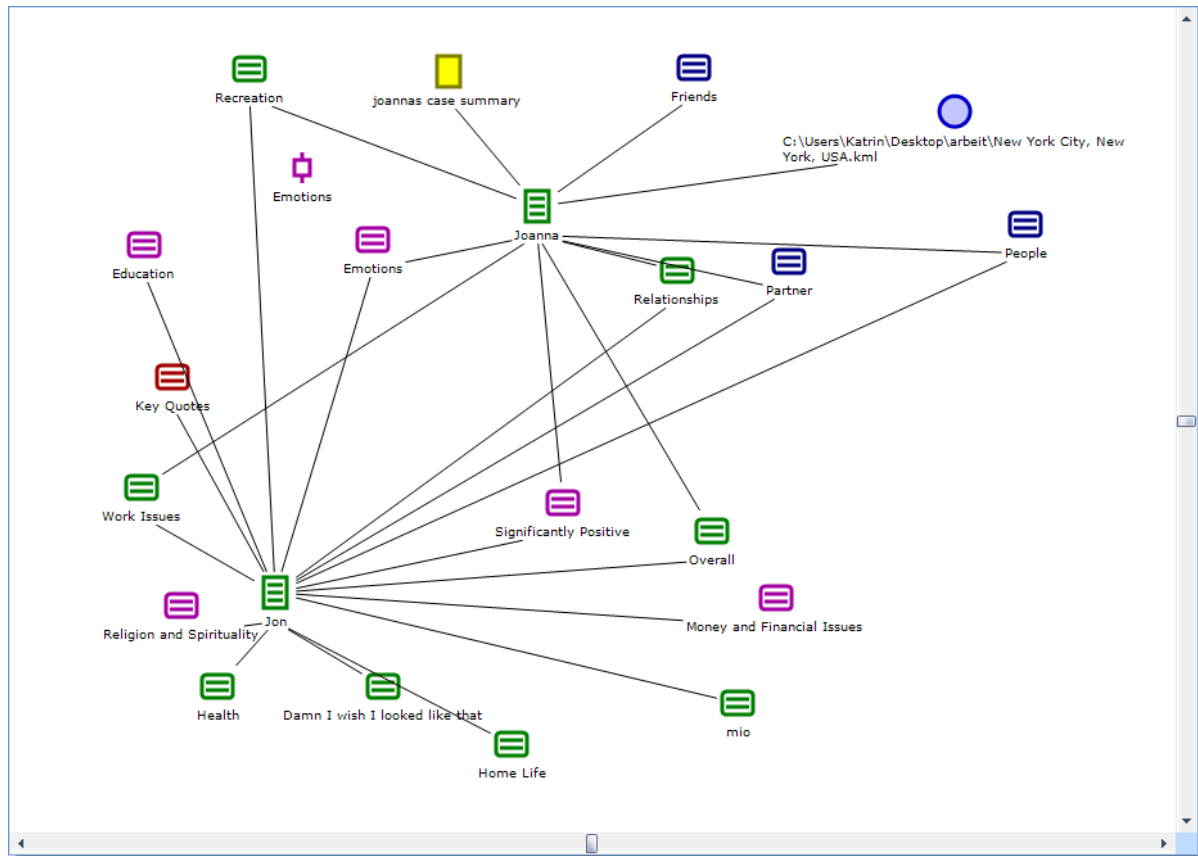 Recreation
joannas case summary
Friends
C:\Users\Katrin\Desktop\arbeit\New York City, New
York, USA.kml
Emotions
Joanna
People
Education
Emotions
Relationships
Partner
Key Quotes
Work Issues
Significantly Positive
Overall
Religion and Spirituality
Jon
Money and Financial Issues
Health
Damn I wish I looked like that
mio
Home Life